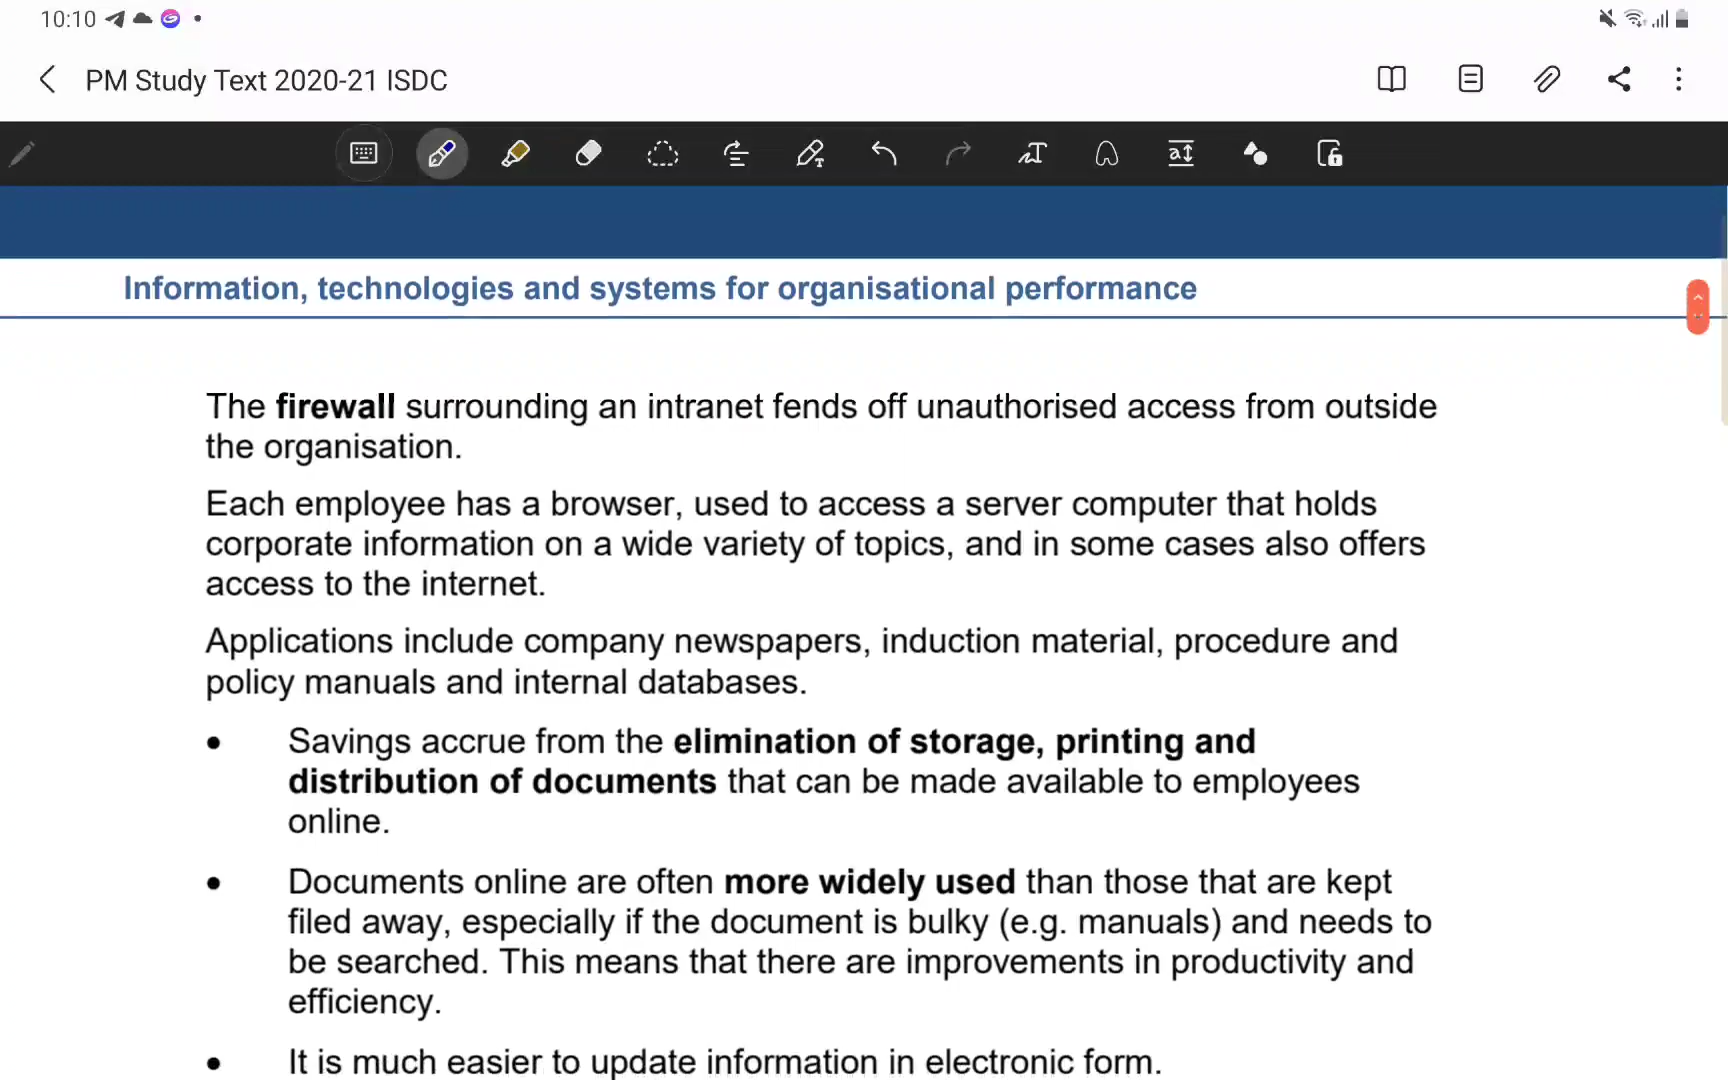 10:10
PM Study Text 2020-21 ISDC
Information, technologies and systems for organisational performance
The firewall surrounding an intranet fends off unauthorised access from outside
the organisation.
Each employee has a browser, used to access a server computer that holds
corporate information on a wide variety of topics, and in some cases also offers
access to the internet.
Applications include company newspapers, induction material, procedure and
policy manuals and internal databases.
• Savings accrue from the elimination of storage, printing and
distribution of documents that can be made available to employees
online.
• Documents online are often more widely used than those that are kept
filed away, especially if the document is bulky (e.g. manuals) and needs to
be searched. This means that there are improvements in productivity and
efficiency.
• It is much easier to update information in electronic form.